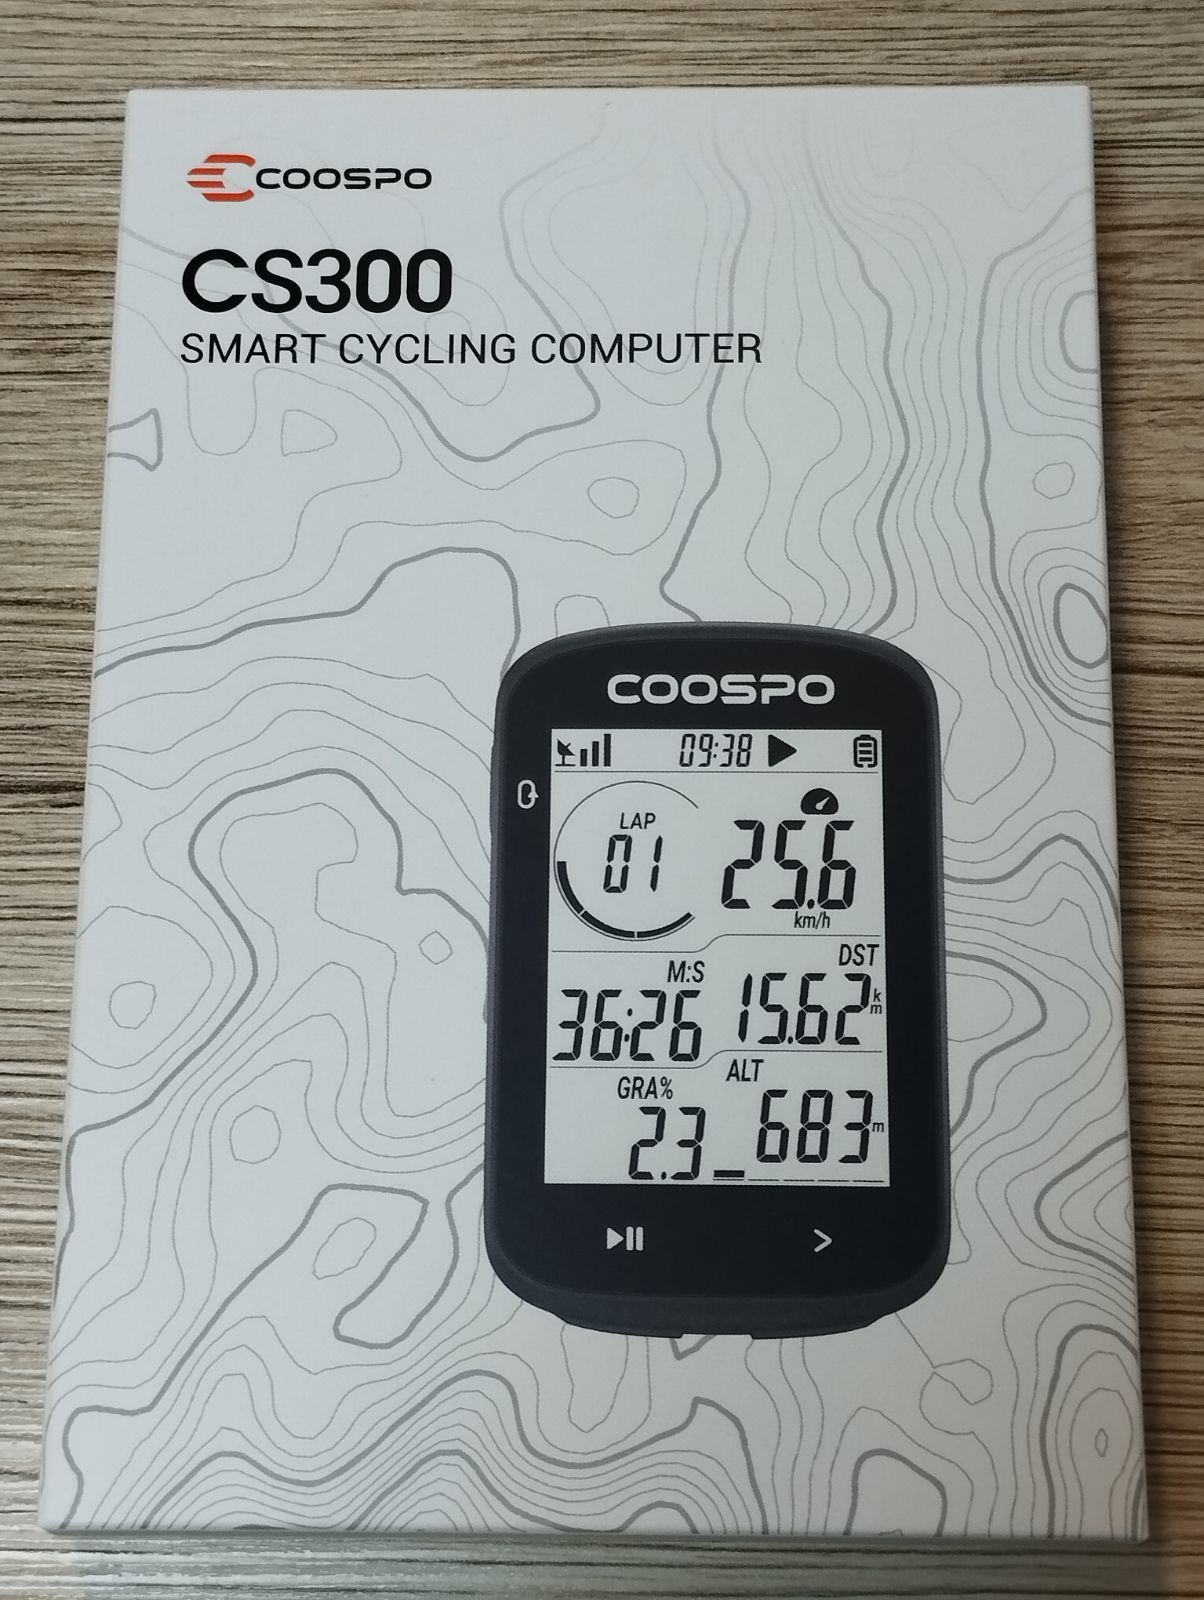 COOSPO
CS300
SMART CYCLING COMPUTER
COOSPO
09:38
LAP
01
25.6
km/h
M:S
36:26
DST
15.62 km
GRA%
2.3
ALT
683 m